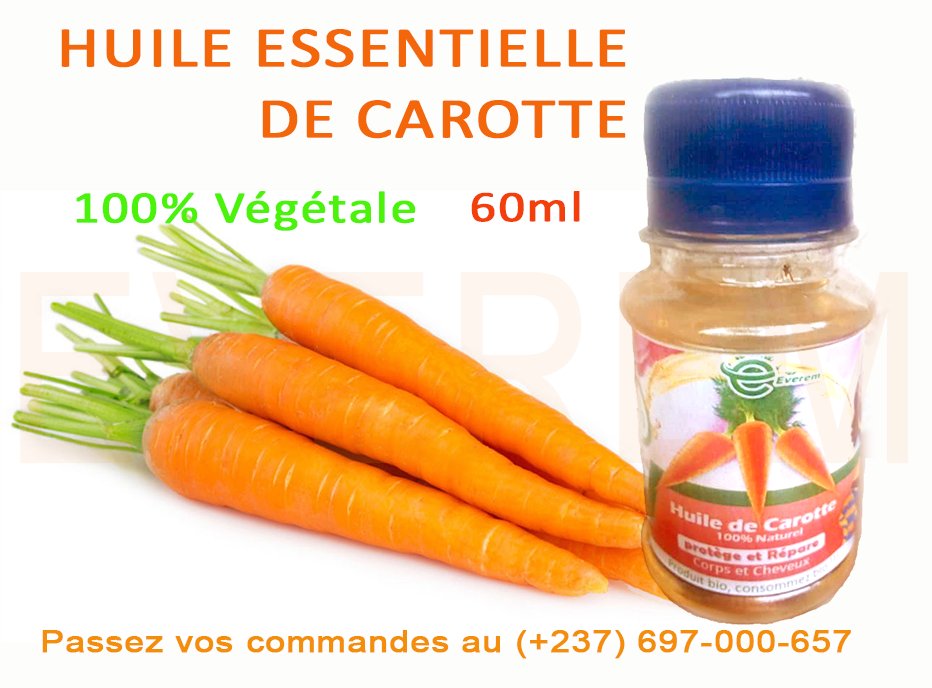 HUILE ESSENTIELLE
DE CAROTTE
100% Végétale 60ml
EVEREM
Everem
Huile de Carotte
100% Naturel
protège et Répare
Corps et Cheveux
Produit bio, consommez
Passez vos commandes au (+237) 697-000-657